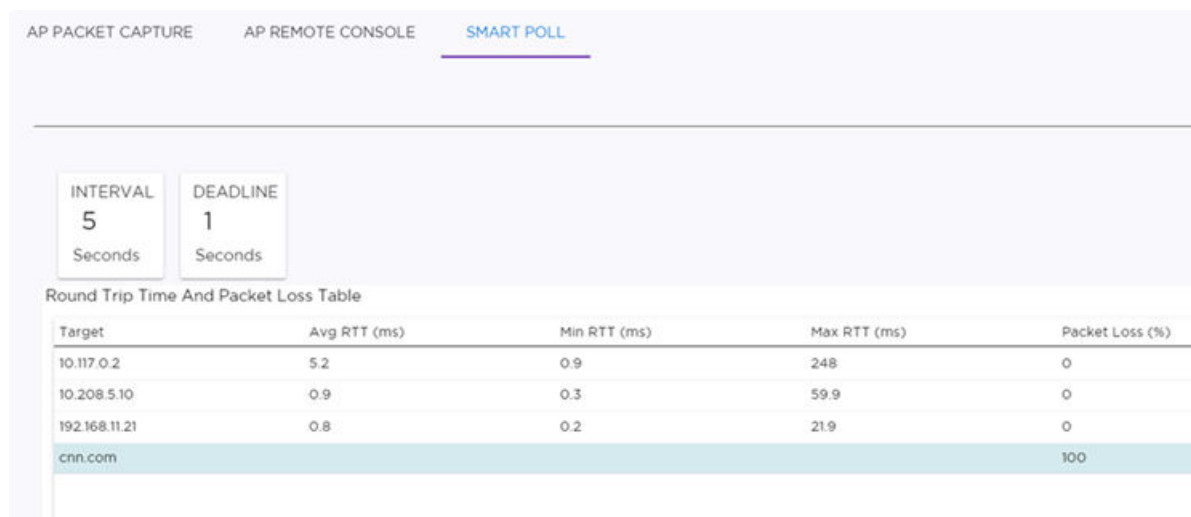 AP PACKET CAPTURE AP REMOTE CONSOLE SMART POLL
INTERVAL DEADLINE
5 1
Seconds Seconds
Round Trip Time And Packet Loss Table
Target Avg RTT (ms) Min RTT (ms) Max RTT (ms) Packet Loss (%)
10.117.0.2 5.2 0.9 248 0
10.208.5.10 0.9 0.3 59.9 0
192.168.11.21 0.8 0.2 21.9 0
cnn.com 100